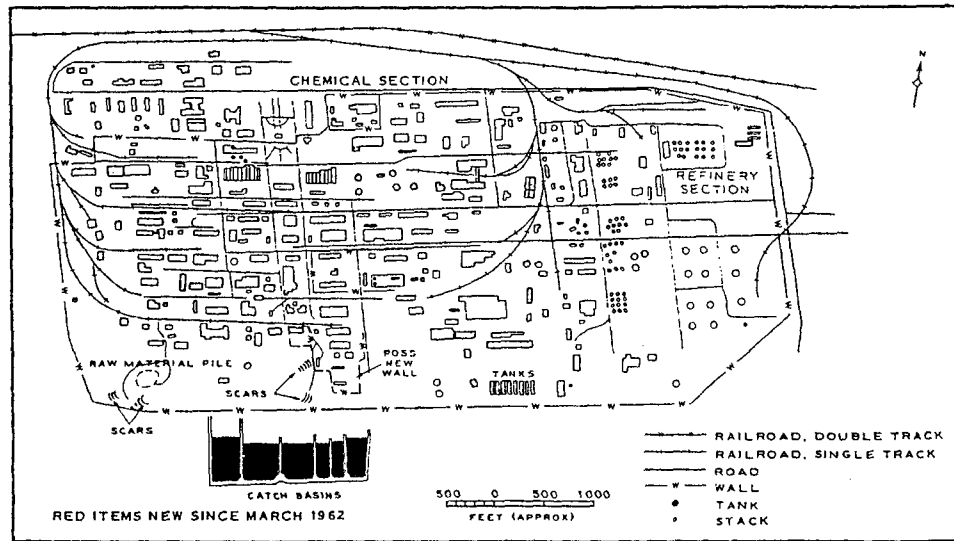 N
CHEMICAL SECTION
W
REFINERY
SECTION
RAW MATERIAL PILE
SCARS
SCARS
POSS
NEW
WALL
TANKS
CATCH BASINS
RED ITEMS NEW SINCE MARCH 1962
500 0 500 1000
FEET (APPROX)
RAILROAD, DOUBLE TRACK
RAILROAD, SINGLE TRACK
ROAD
W WALL
TANK
STACK